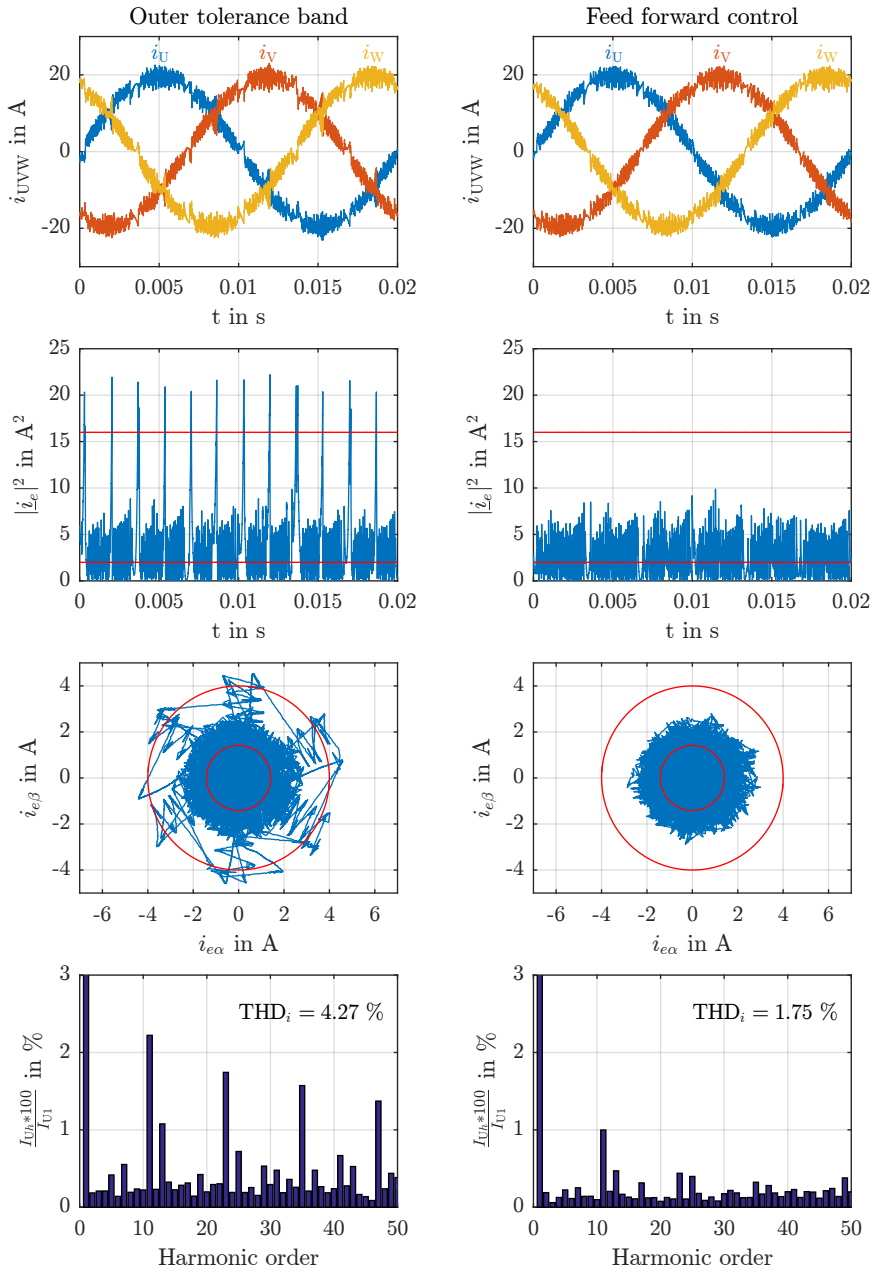 Outer tolerance band
Feed forward control
i_U i_V i_W
i_U i_V i_W
20
0
-20
20
0
-20
i_UVW in A
i_UVW in A
0 0.005 0.01 0.015 0.02
0 0.005 0.01 0.015 0.02
t in s
t in s
25
20
15
10
5
0
25
20
15
10
5
0
|i_e|² in A²
|i_e|² in A²
0 0.005 0.01 0.015 0.02
0 0.005 0.01 0.015 0.02
t in s
t in s
4
2
0
-2
-4
4
2
0
-2
-4
i_eβ in A
i_eβ in A
-6 -4 -2 0 2 4 6
-6 -4 -2 0 2 4 6
i_eα in A
i_eα in A
3
2
1
0
3
2
1
0
I_Uh*100/I_U1 in %
I_Uh*100/I_U1 in %
THD_i = 4.27 %
THD_i = 1.75 %
0 10 20 30 40 50
0 10 20 30 40 50
Harmonic order
Harmonic order